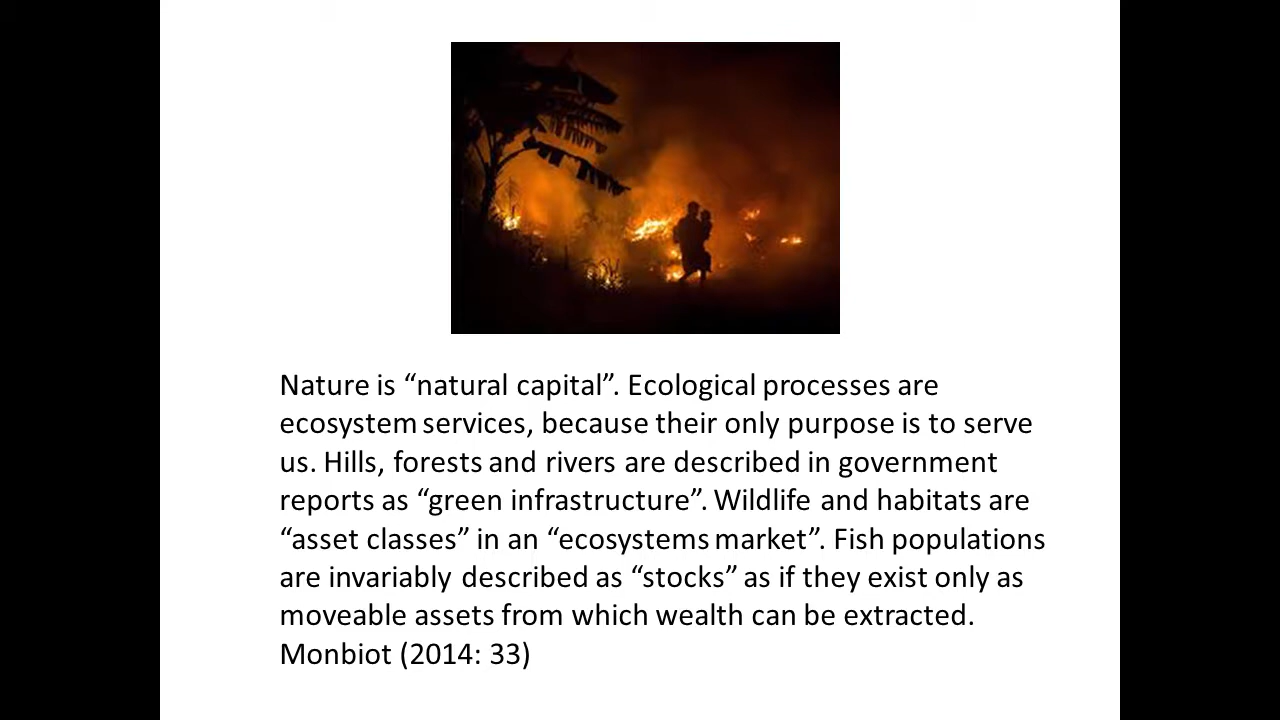 Nature is “natural capital”. Ecological processes are
ecosystem services, because their only purpose is to serve
us. Hills, forests and rivers are described in government
reports as “green infrastructure”. Wildlife and habitats are
“asset classes” in an “ecosystems market”. Fish populations
are invariably described as “stocks” as if they exist only as
moveable assets from which wealth can be extracted.
Monbiot (2014: 33)